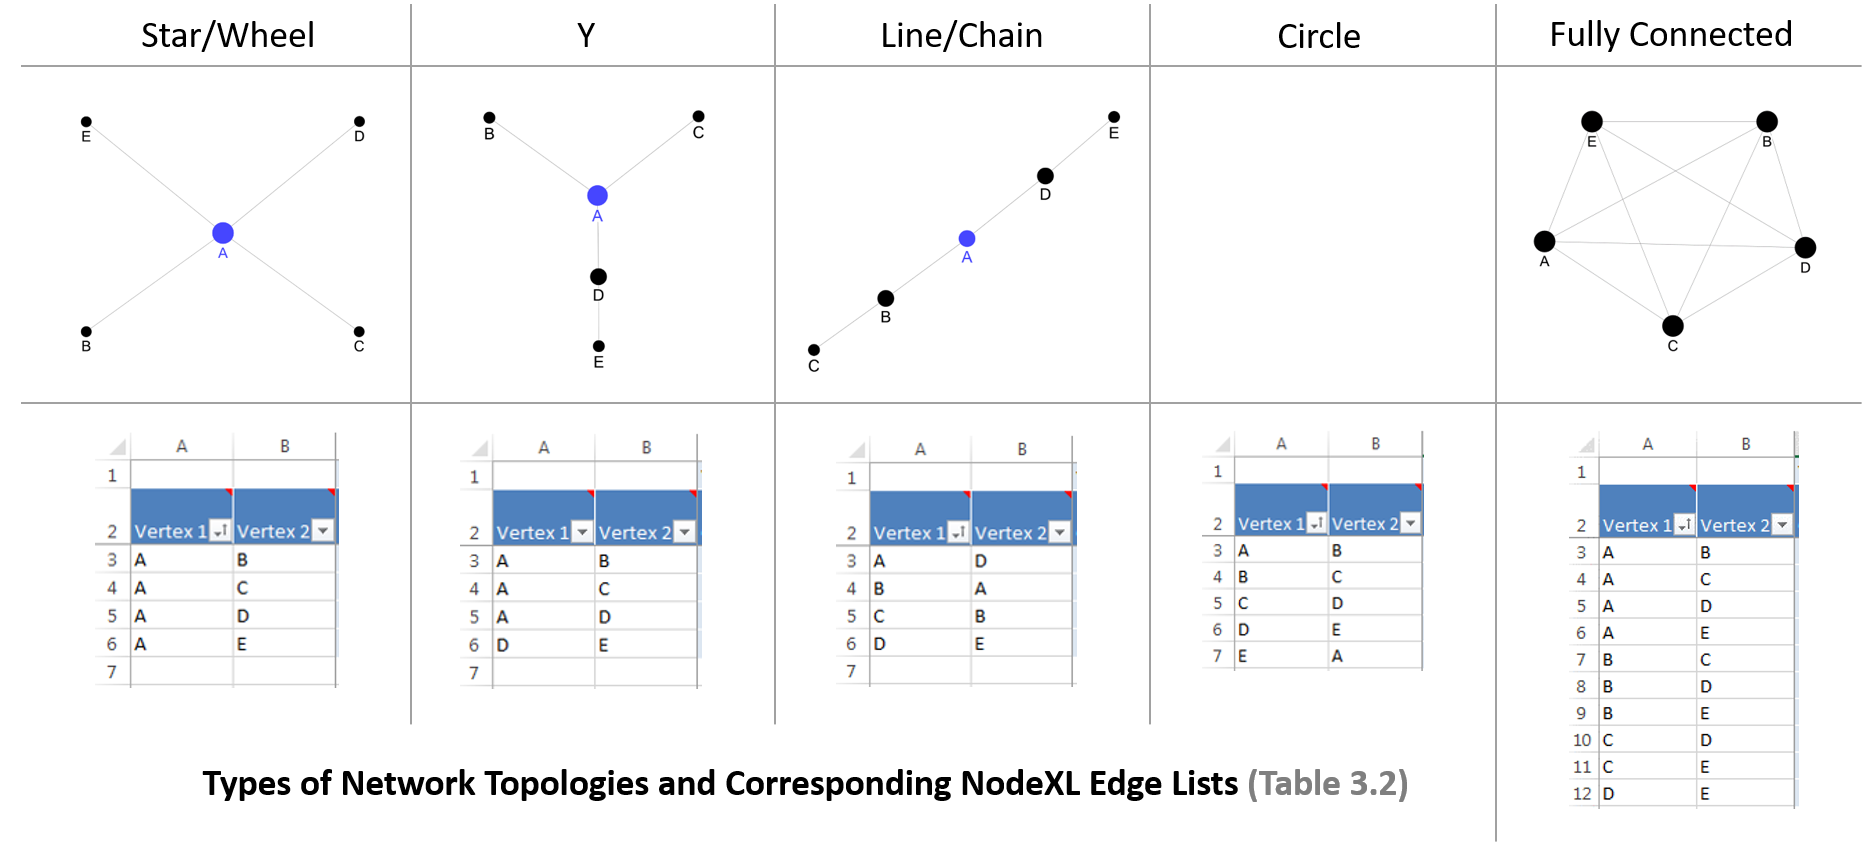 Star/Wheel
Y
Line/Chain
Circle
Fully Connected
E
D
A
B
C
B
C
A
D
E
E
D
A
B
C
E
B
A
D
C
A B
1
2 Vertex 1 Vertex 2
3 A B
4 A C
5 A D
6 A E
7
A B
1
2 Vertex 1 Vertex 2
3 A B
4 A C
5 A D
6 D E
7
A B
1
2 Vertex 1 Vertex 2
3 A D
4 B A
5 C B
6 D E
7
A B
1
2 Vertex 1 Vertex 2
3 A B
4 B C
5 C D
6 D E
7 E A
A B
1
2 Vertex 1 Vertex 2
3 A B
4 A C
5 A D
6 A E
7 B C
8 B D
9 B E
10 C D
11 C E
12 D E
Types of Network Topologies and Corresponding NodeXL Edge Lists (Table 3.2)